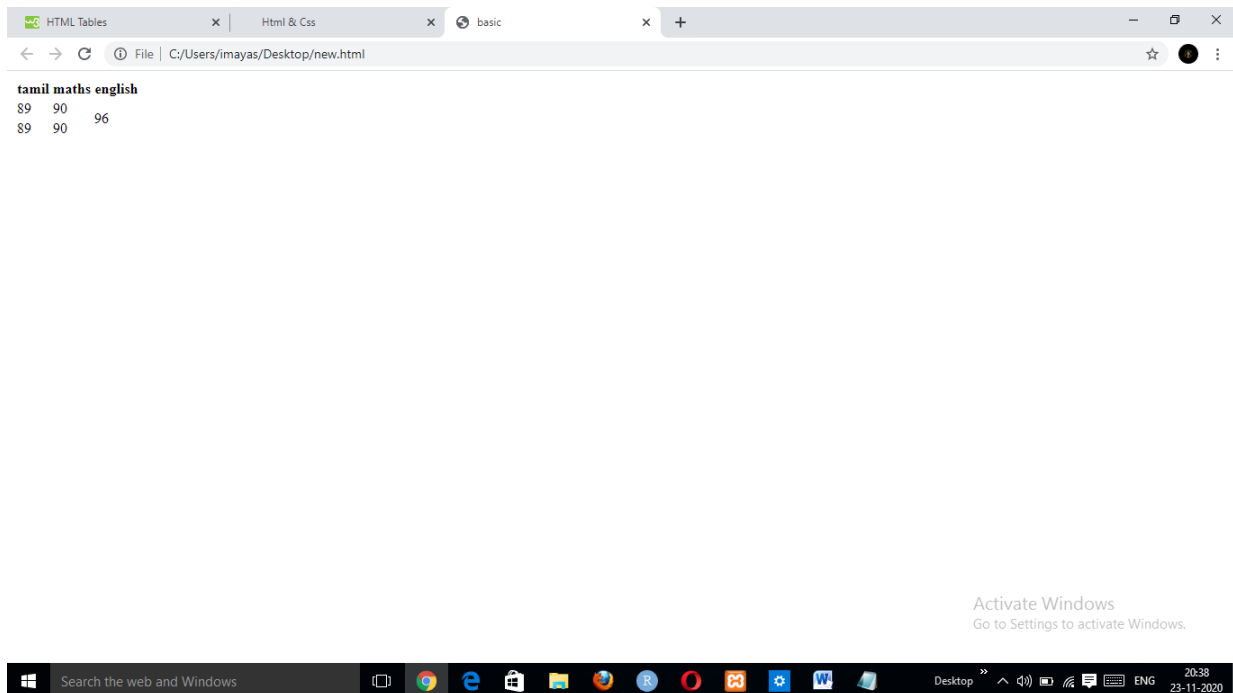 HTML Tables
Html & Css
basic
File C:/Users/imayas/Desktop/new.html
tamil maths english
89 90
96
89 90
Activate Windows
Go to Settings to activate Windows.
Search the web and Windows
Desktop
ENG
20:38
23-11-2020